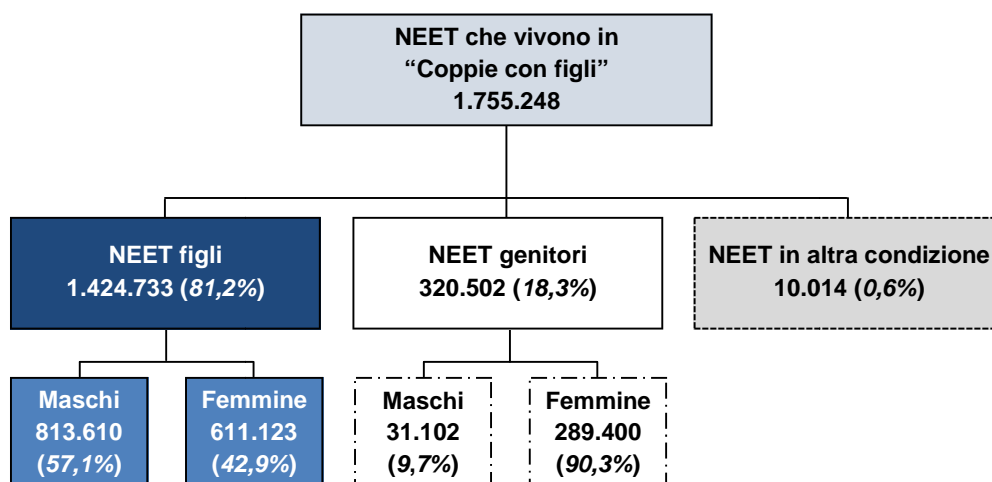 NEET che vivono in
“Coppie con figli”
1.755.248
NEET figli
1.424.733 (81,2%)
NEET genitori
320.502 (18,3%)
NEET in altra condizione
10.014 (0,6%)
Maschi
813.610
(57,1%)
Femmine
611.123
(42,9%)
Maschi
31.102
(9,7%)
Femmine
289.400
(90,3%)